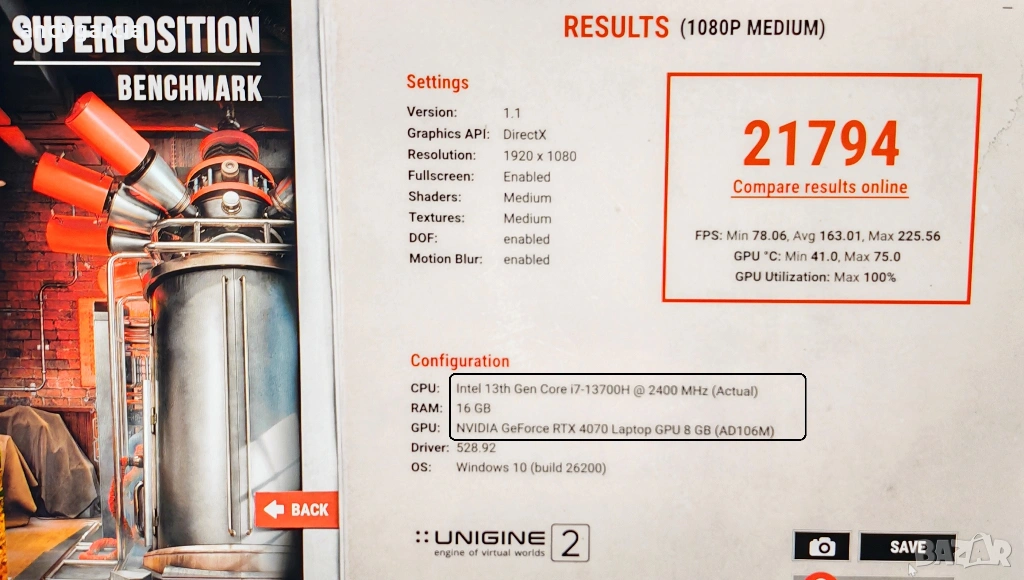 SUPERPOSITION
BENCHMARK
RESULTS (1080P MEDIUM)
Settings
Version: 1.1
Graphics API: DirectX
Resolution: 1920 x 1080
Fullscreen: Enabled
Shaders: Medium
Textures: Medium
DOF: enabled
Motion Blur: enabled
21794
Compare results online
FPS: Min 78.06, Avg 163.01, Max 225.56
GPU °C: Min 41.0, Max 75.0
GPU Utilization: Max 100%
Configuration
CPU: Intel 13th Gen Core i7-13700H @ 2400 MHz (Actual)
RAM: 16 GB
GPU: NVIDIA GeForce RTX 4070 Laptop GPU 8 GB (AD106M)
Driver: 528.92
OS: Windows 10 (build 26200)
BACK
UNIGINE 2
engine of virtual worlds
SAVE
BAZAR